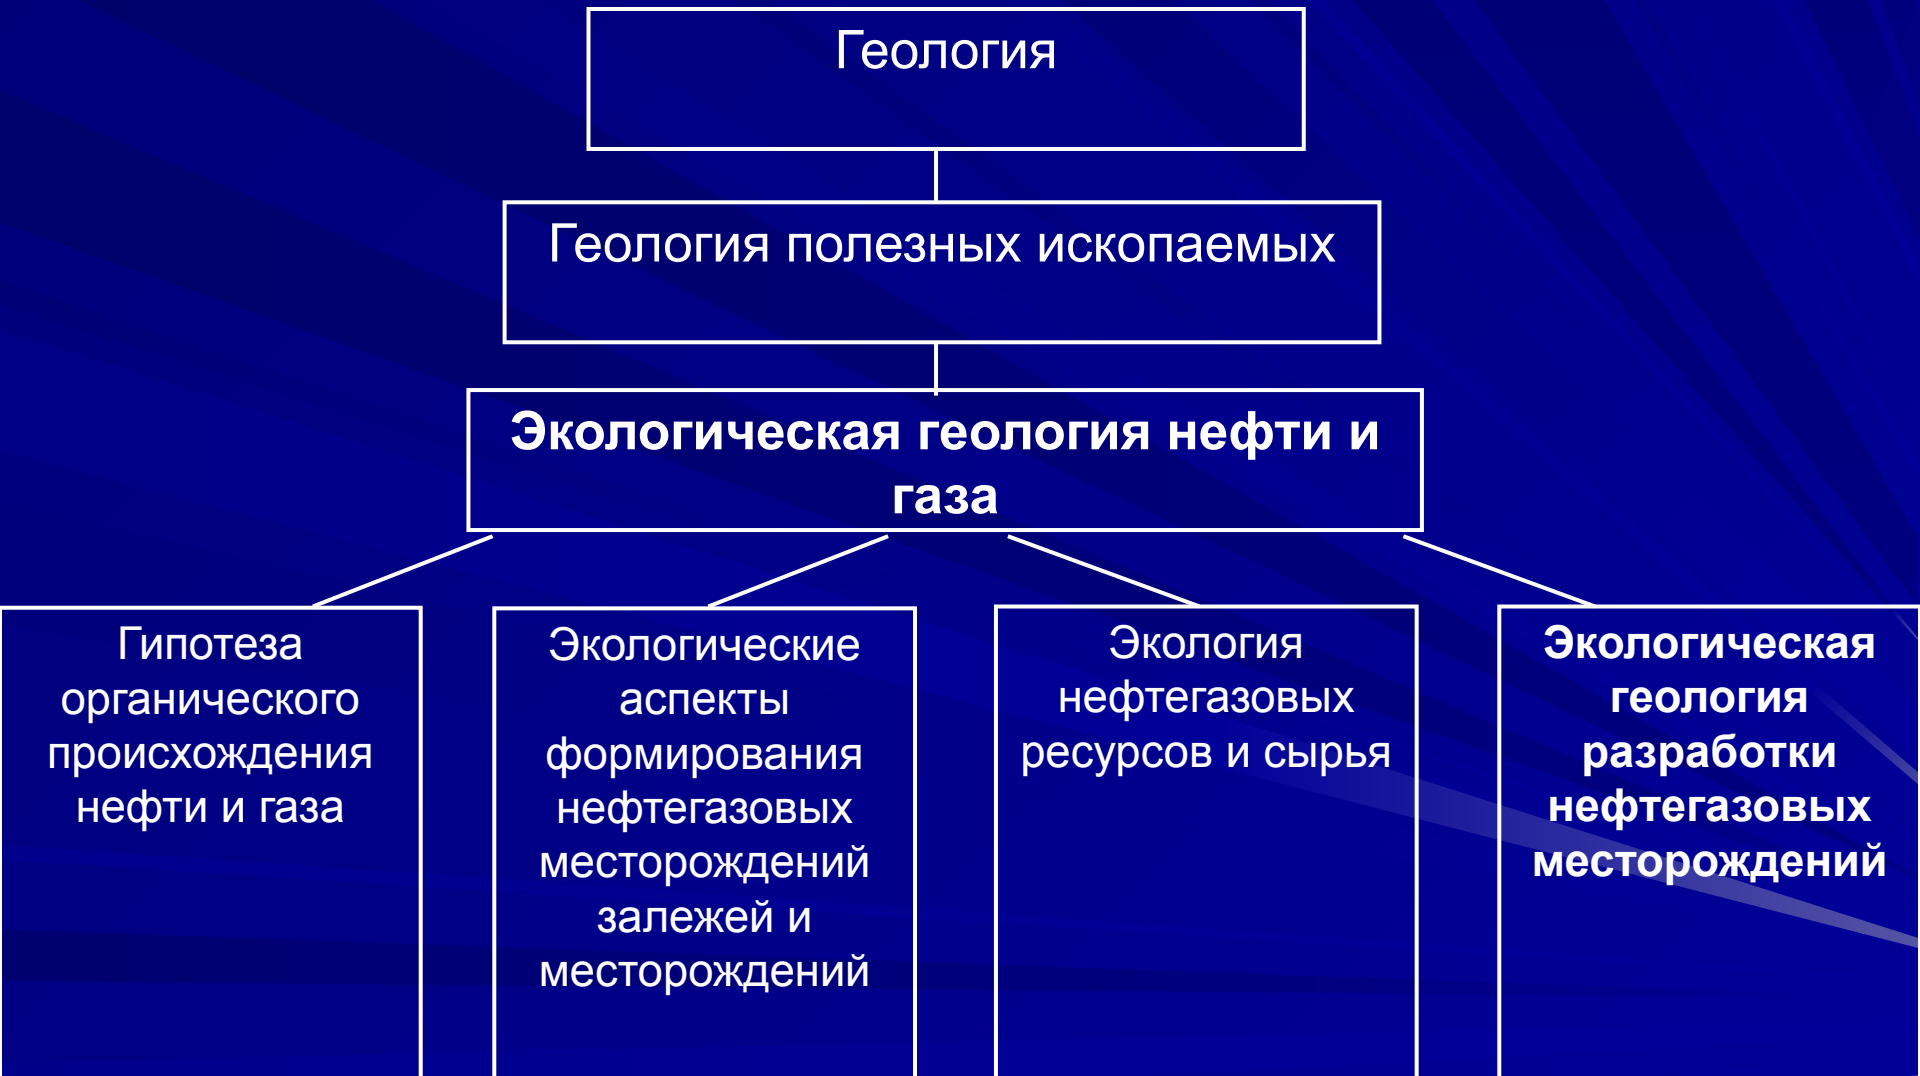 Геология
Геология полезных ископаемых
Экологическая геология нефти и
газа
Гипотеза
органического
происхождения
нефти и газа
Экологические
аспекты
формирования
нефтегазовых
месторождений
залежей и
месторождений
Экология
нефтегазовых
ресурсов и сырья
Экологическая
геология
разработки
нефтегазовых
месторождений